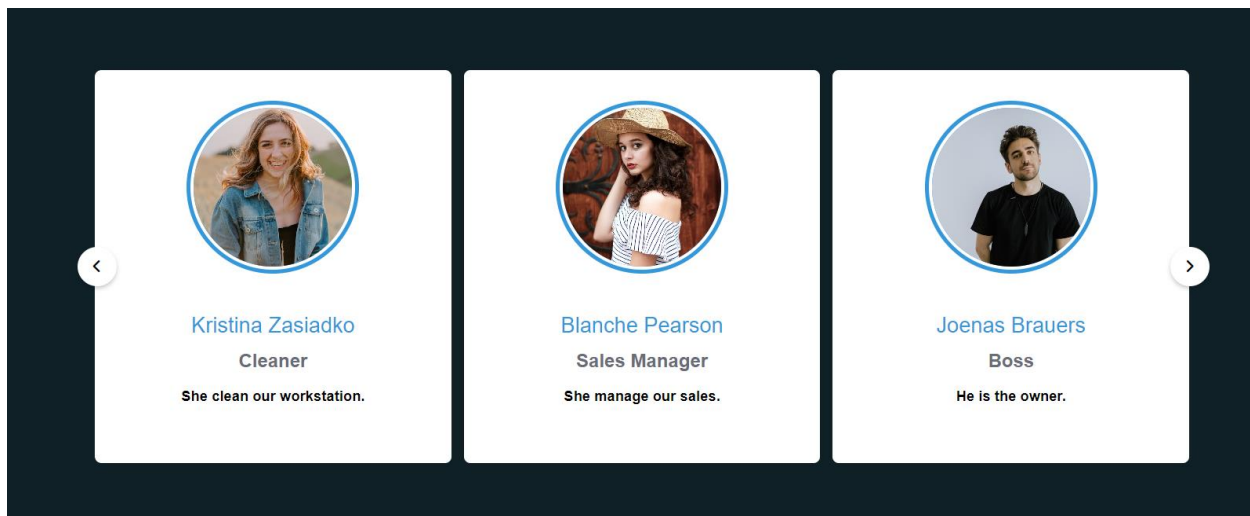 Kristina Zasiadko
Cleaner
She clean our workstation.
Blanche Pearson
Sales Manager
She manage our sales.
Joenas Brauers
Boss
He is the owner.